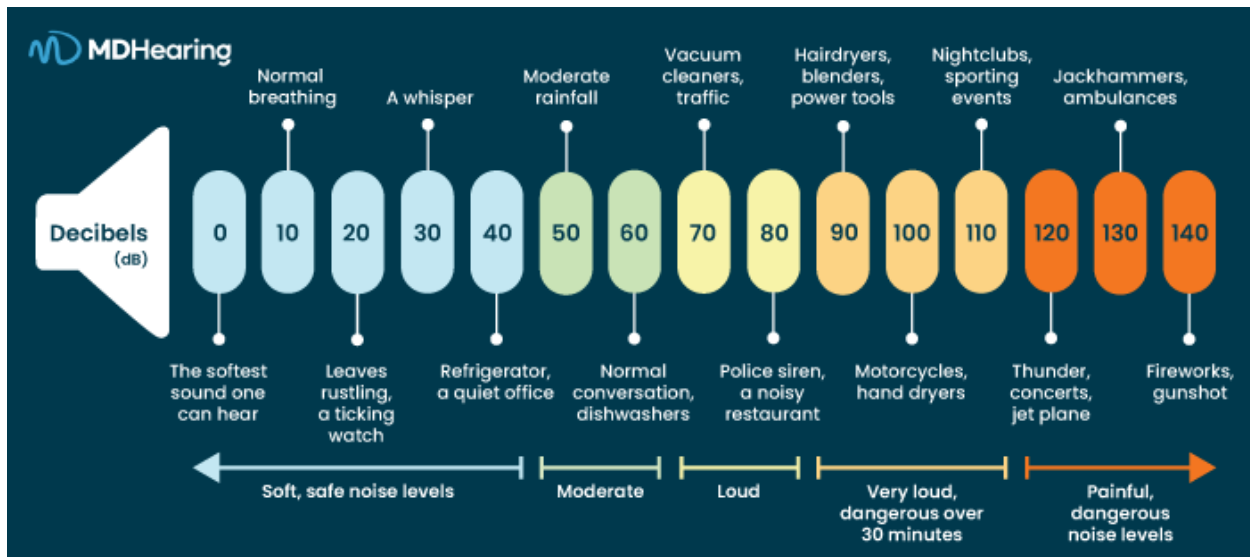 MDHearing
Normal
breathing
A whisper
Moderate
rainfall
Vacuum
cleaners,
traffic
Hairdryers,
blenders,
power tools
Nightclubs,
sporting
events
Jackhammers,
ambulances
Decibels
(dB)
0
10
20
30
40
50
60
70
80
90
100
110
120
130
140
The softest
sound one
can hear
Leaves
rustling,
a ticking
watch
Refrigerator,
a quiet office
Normal
conversation,
dishwashers
Police siren,
a noisy
restaurant
Motorcycles,
hand dryers
Thunder,
concerts,
jet plane
Fireworks,
gunshot
Soft, safe noise levels
Moderate
Loud
Very loud,
dangerous over
30 minutes
Painful,
dangerous
noise levels